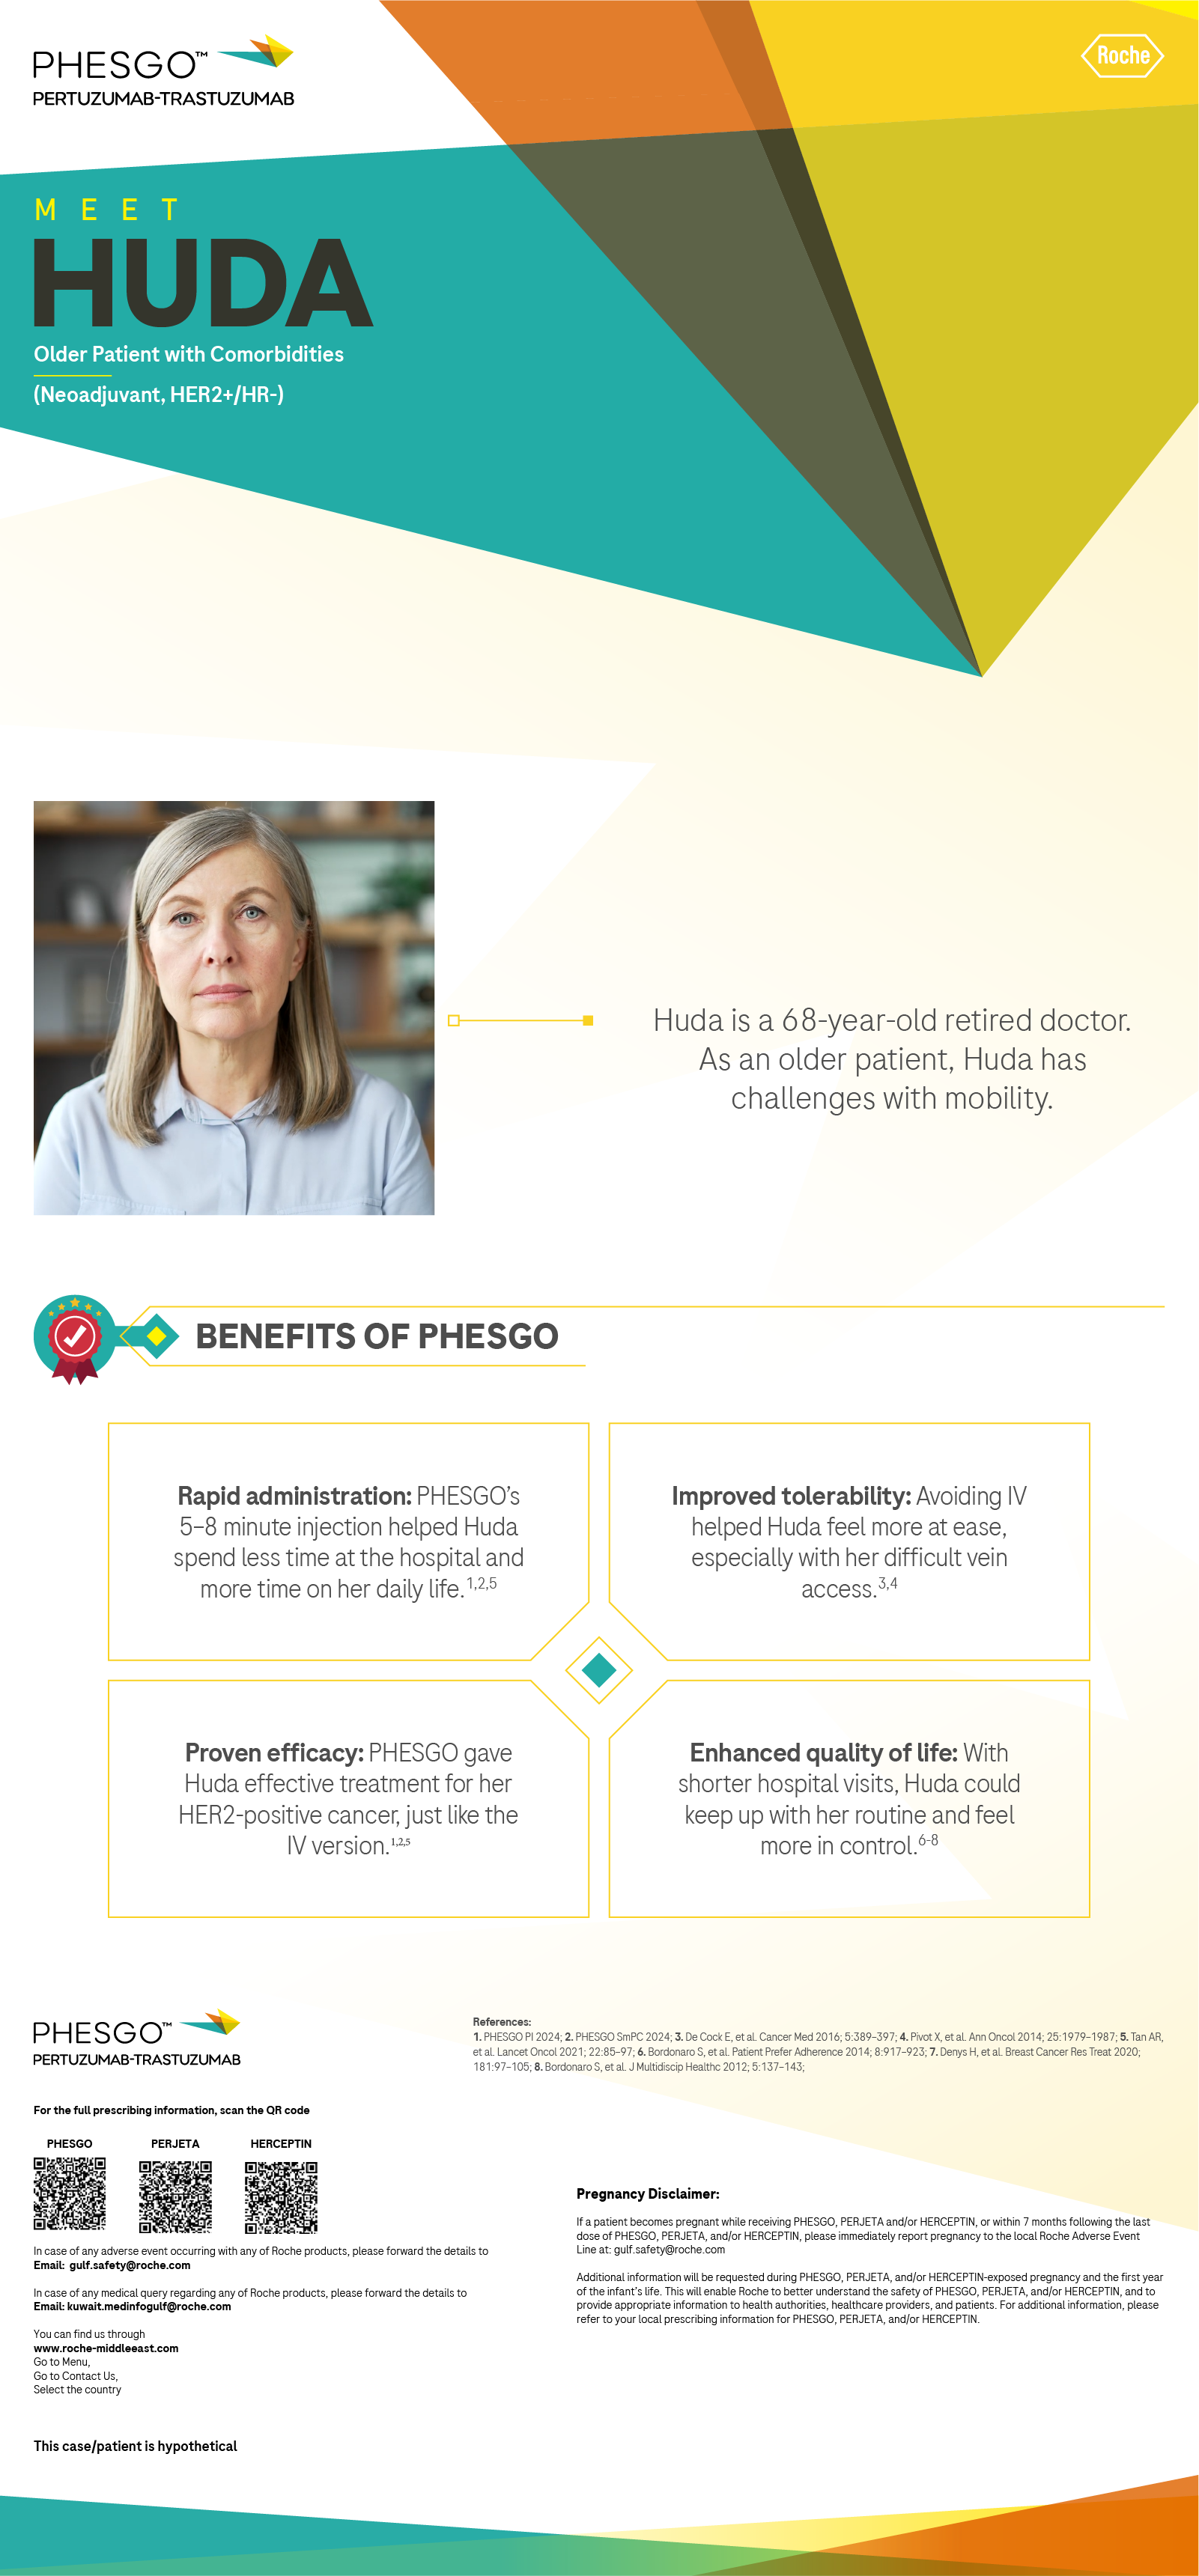 PHESGO™
PERTUZUMAB-TRASTUZUMAB
Roche
MEET
HUDA
Older Patient with Comorbidities
(Neoadjuvant, HER2+/HR-)
Huda is a 68-year-old retired doctor.
As an older patient, Huda has
challenges with mobility.
BENEFITS OF PHESGO
Rapid administration: PHESGO's
5–8 minute injection helped Huda
spend less time at the hospital and
more time on her daily life.1,2,5
Improved tolerability: Avoiding IV
helped Huda feel more at ease,
especially with her difficult vein
access.3,4
Proven efficacy: PHESGO gave
Huda effective treatment for her
HER2-positive cancer, just like the
IV version.1,2,5
Enhanced quality of life: With
shorter hospital visits, Huda could
keep up with her routine and feel
more in control.6-8
PHESGO™
PERTUZUMAB-TRASTUZUMAB
References:
1. PHESGO PI 2024; 2. PHESGO SmPC 2024; 3. De Cock E, et al. Cancer Med 2016; 5:389–397; 4. Pivot X, et al. Ann Oncol 2014; 25:1979–1987; 5. Tan AR,
et al. Lancet Oncol 2021; 22:85–97; 6. Bordonaro S, et al. Patient Prefer Adherence 2014; 8:917–923; 7. Denys H, et al. Breast Cancer Res Treat 2020;
181:97–105; 8. Bordonaro S, et al. J Multidiscip Healthc 2012; 5:137–143;
For the full prescribing information, scan the QR code
PHESGO PERJETA HERCEPTIN
In case of any adverse event occurring with any of Roche products, please forward the details to
Email: gulf.safety@roche.com
In case of any medical query regarding any of Roche products, please forward the details to
Email: kuwait.medinfogulf@roche.com
You can find us through
www.roche-middleeast.com
Go to Menu,
Go to Contact Us,
Select the country
Pregnancy Disclaimer:
If a patient becomes pregnant while receiving PHESGO, PERJETA and/or HERCEPTIN, or within 7 months following the last
dose of PHESGO, PERJETA, and/or HERCEPTIN, please immediately report pregnancy to the local Roche Adverse Event
Line at: gulf.safety@roche.com
Additional information will be requested during PHESGO, PERJETA, and/or HERCEPTIN-exposed pregnancy and the first year
of the infant's life. This will enable Roche to better understand the safety of PHESGO, PERJETA, and/or HERCEPTIN, and to
provide appropriate information to health authorities, healthcare providers, and patients. For additional information, please
refer to your local prescribing information for PHESGO, PERJETA, and/or HERCEPTIN.
This case/patient is hypothetical